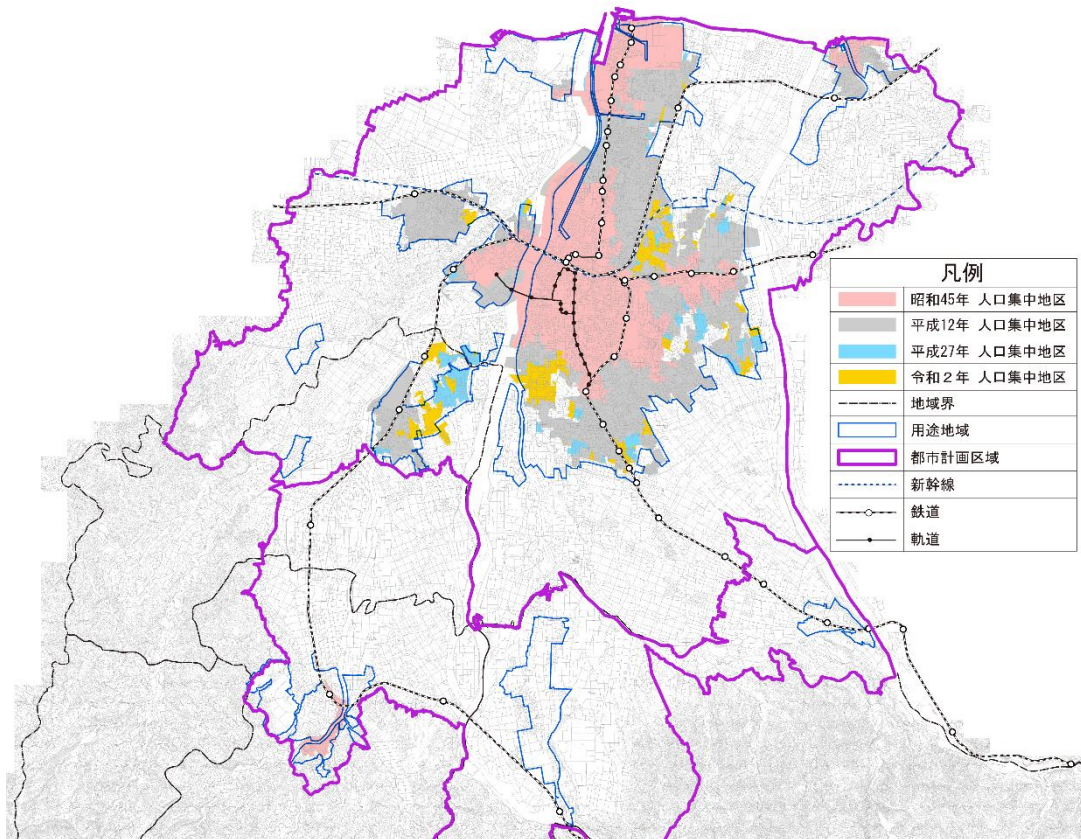 凡例
昭和45年 人口集中地区
平成12年 人口集中地区
平成27年 人口集中地区
令和２年 人口集中地区
地域界
用途地域
都市計画区域
新幹線
鉄道
軌道